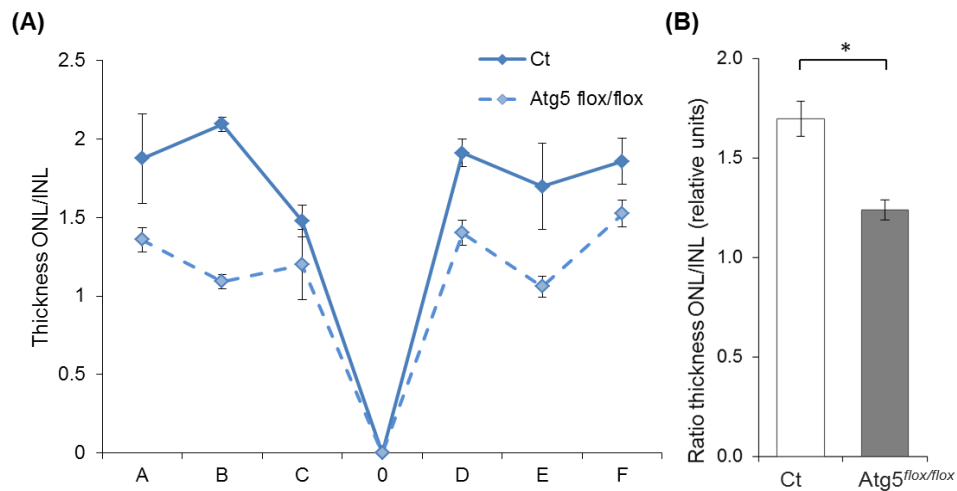 (A)
Thickness ONL/INL
2.5
2
1.5
1
0.5
0
A B C 0 D E F
Ct
Atg5 flox/flox
(B)
Ratio thickness ONL/INL (relative units)
2.0
1.5
1.0
0.5
0.0
*
Ct Atg5flox/flox